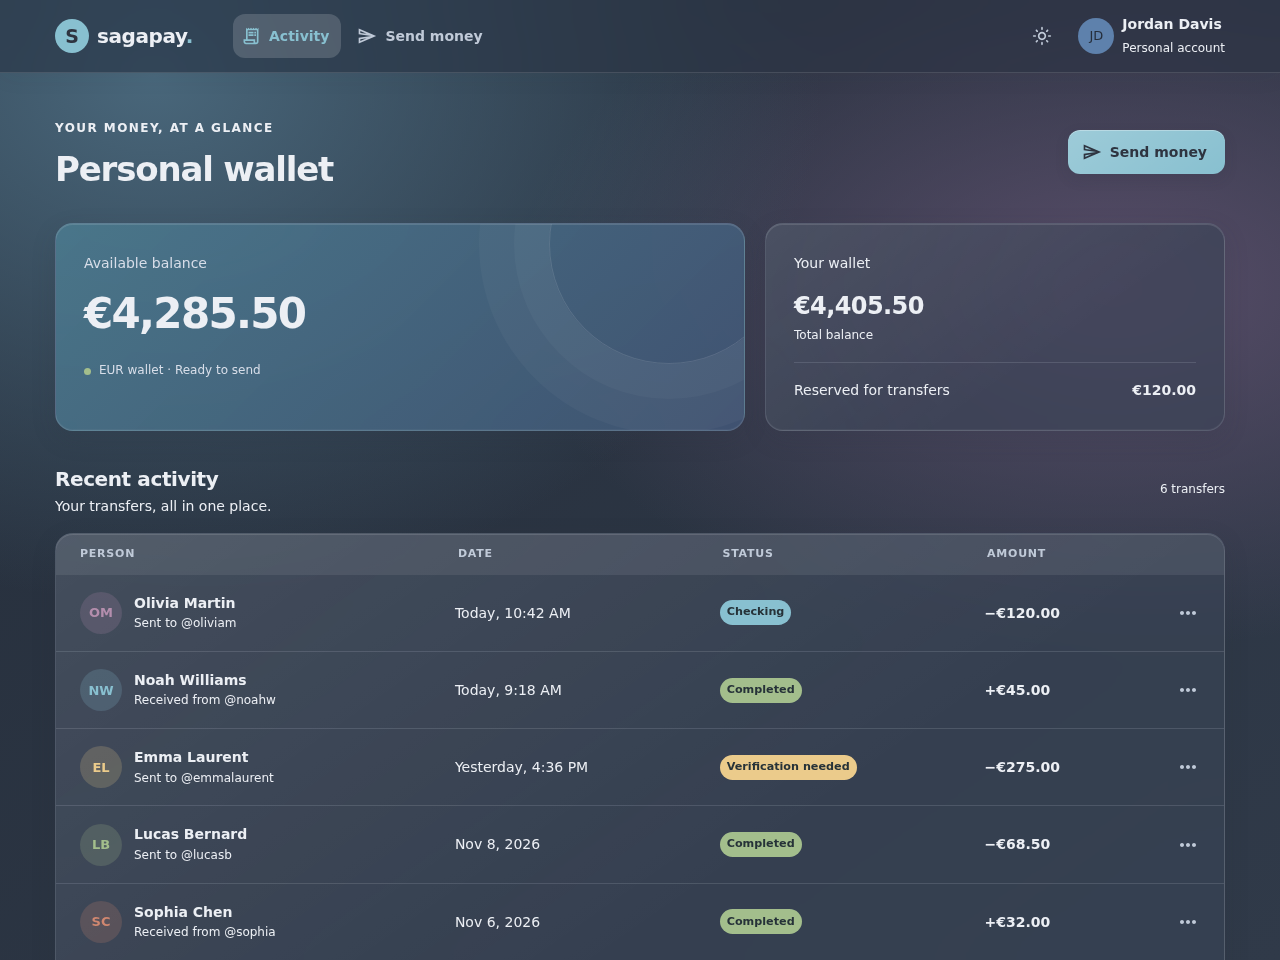 S sagapay.
Activity
Send money
JD
Jordan Davis
Personal account
YOUR MONEY, AT A GLANCE
Personal wallet
Send money
Available balance
€4,285.50
EUR wallet · Ready to send
Your wallet
€4,405.50
Total balance
Reserved for transfers €120.00
Recent activity
Your transfers, all in one place.
6 transfers
PERSON DATE STATUS AMOUNT
OM Olivia Martin
Sent to @oliviam
Today, 10:42 AM Checking −€120.00
NW Noah Williams
Received from @noahw
Today, 9:18 AM Completed +€45.00
EL Emma Laurent
Sent to @emmalaurent
Yesterday, 4:36 PM Verification needed −€275.00
LB Lucas Bernard
Sent to @lucasb
Nov 8, 2026 Completed −€68.50
SC Sophia Chen
Received from @sophia
Nov 6, 2026 Completed +€32.00